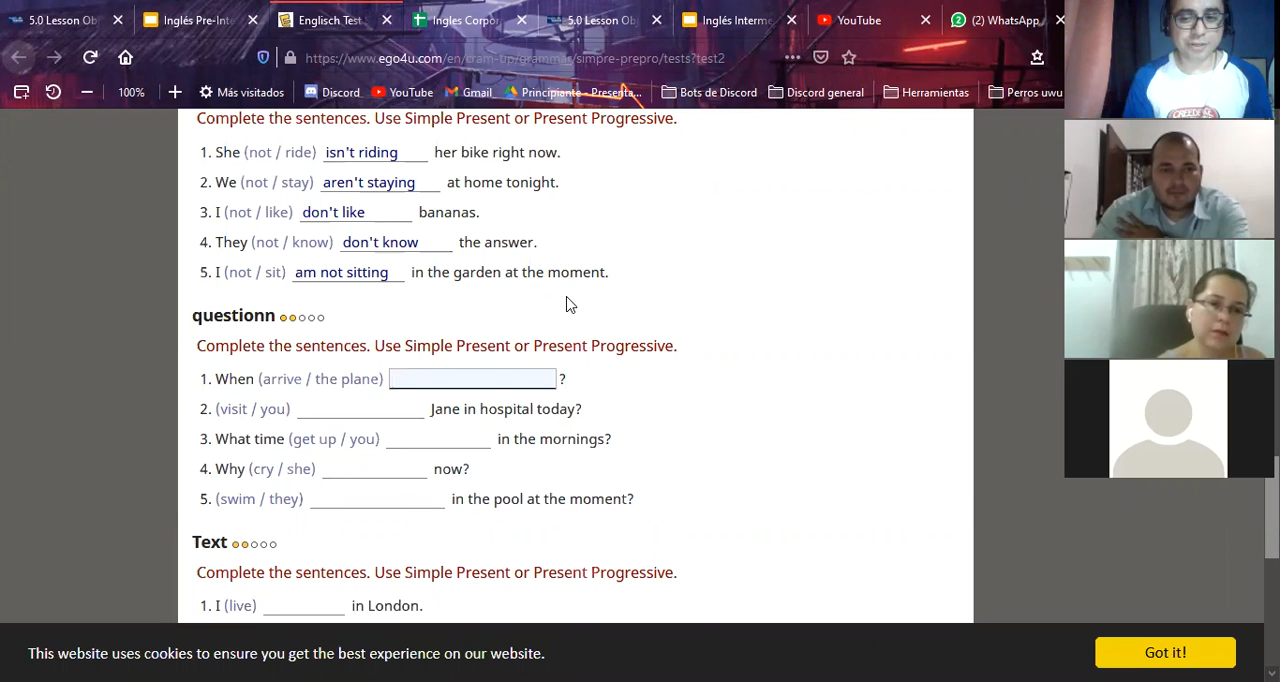 5.0 Lesson Ob
Inglés Pre-Int
Englisch Test
Ingles Corpo
5.0 Lesson Ob
Inglés Interme
YouTube
(2) WhatsApp
https://www.ego4u.com/en/cram-up/grammar/simpre-prepro/tests?test2
100%
Más visitados
Discord
YouTube
Gmail
Principiante - Presenta...
Bots de Discord
Discord general
Herramientas
Perros uwu
Complete the sentences. Use Simple Present or Present Progressive.
1. She (not / ride) isn't riding her bike right now.
2. We (not / stay) aren't staying at home tonight.
3. I (not / like) don't like bananas.
4. They (not / know) don't know the answer.
5. I (not / sit) am not sitting in the garden at the moment.
questionn
Complete the sentences. Use Simple Present or Present Progressive.
1. When (arrive / the plane) ?
2. (visit / you) Jane in hospital today?
3. What time (get up / you) in the mornings?
4. Why (cry / she) now?
5. (swim / they) in the pool at the moment?
Text
Complete the sentences. Use Simple Present or Present Progressive.
1. I (live) in London.
This website uses cookies to ensure you get the best experience on our website.
Got it!